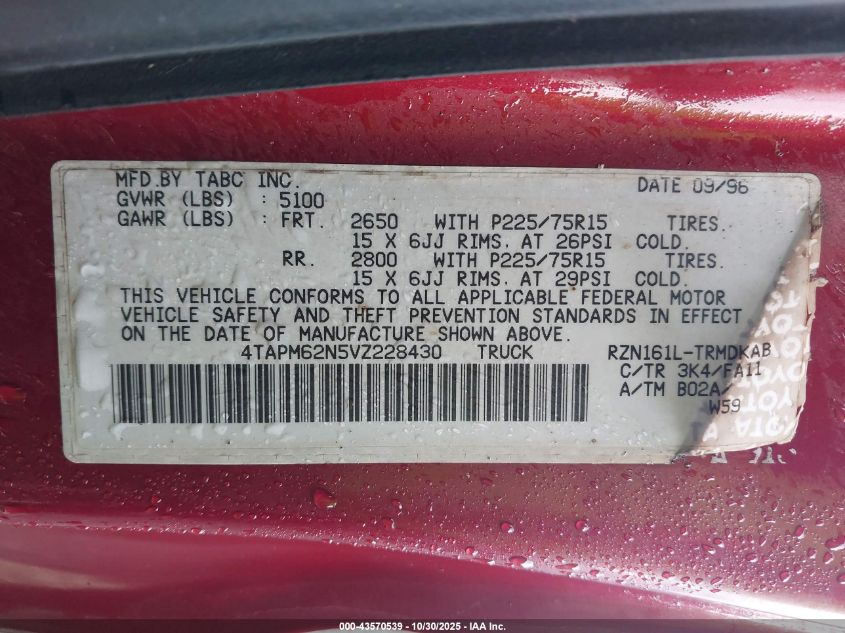 MFD.BY TABC INC. DATE 09/96
GVWR (LBS) : 5100
GAWR (LBS) : FRT. 2650 WITH P225/75R15 TIRES.
15 X 6JJ RIMS. AT 26PSI COLD.
RR. 2800 WITH P225/75R15 TIRES.
15 X 6JJ RIMS. AT 29PSI COLD.
THIS VEHICLE CONFORMS TO ALL APPLICABLE FEDERAL MOTOR
VEHICLE SAFETY AND THEFT PREVENTION STANDARDS IN EFFECT
ON THE DATE OF MANUFACTURE SHOWN ABOVE.
4TAPM62N5VZ228430 TRUCK RZN161L-TRMDKAB
C/TR 3K4/FA11
A/TM B02A/
W59
000-43570539 - 10/30/2025 - IAA Inc.